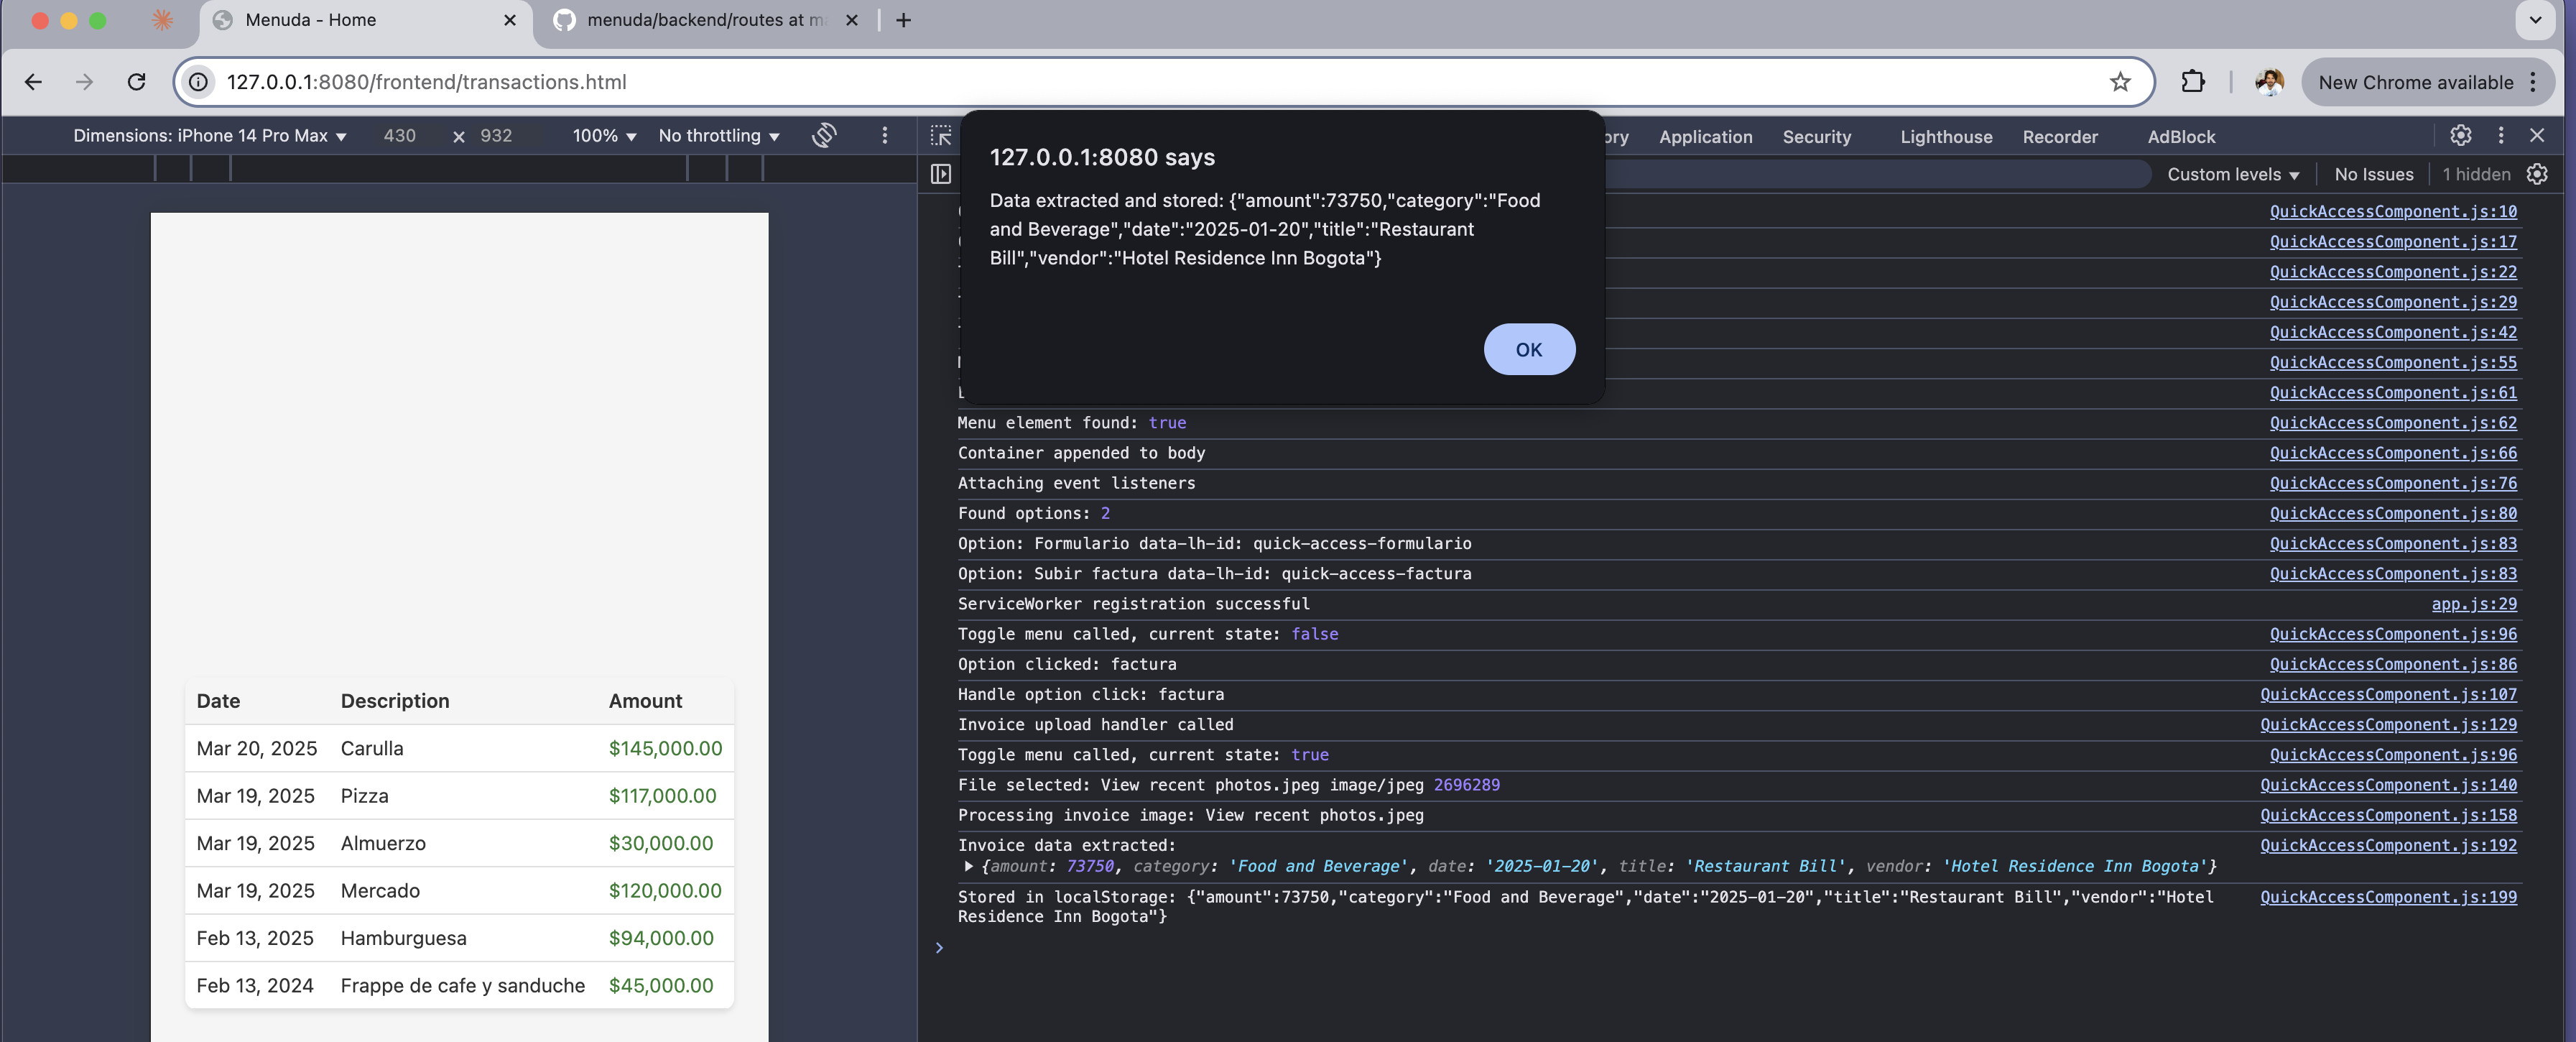 Menuda - Home
menuda/backend/routes at ma
127.0.0.1:8080/frontend/transactions.html
New Chrome available
Dimensions: iPhone 14 Pro Max 430 × 932 100% No throttling
ory Application Security Lighthouse Recorder AdBlock
Custom levels No Issues 1 hidden
127.0.0.1:8080 says
Data extracted and stored: {"amount":73750,"category":"Food
and Beverage","date":"2025-01-20","title":"Restaurant
Bill","vendor":"Hotel Residence Inn Bogota"}
OK
Date Description Amount
Mar 20, 2025 Carulla $145,000.00
Mar 19, 2025 Pizza $117,000.00
Mar 19, 2025 Almuerzo $30,000.00
Mar 19, 2025 Mercado $120,000.00
Feb 13, 2025 Hamburguesa $94,000.00
Feb 13, 2024 Frappe de cafe y sanduche $45,000.00
QuickAccessComponent.js:10
QuickAccessComponent.js:17
QuickAccessComponent.js:22
QuickAccessComponent.js:29
QuickAccessComponent.js:42
QuickAccessComponent.js:55
QuickAccessComponent.js:61
Menu element found: true QuickAccessComponent.js:62
Container appended to body QuickAccessComponent.js:66
Attaching event listeners QuickAccessComponent.js:76
Found options: 2 QuickAccessComponent.js:80
Option: Formulario data-lh-id: quick-access-formulario QuickAccessComponent.js:83
Option: Subir factura data-lh-id: quick-access-factura QuickAccessComponent.js:83
ServiceWorker registration successful app.js:29
Toggle menu called, current state: false QuickAccessComponent.js:96
Option clicked: factura QuickAccessComponent.js:86
Handle option click: factura QuickAccessComponent.js:107
Invoice upload handler called QuickAccessComponent.js:129
Toggle menu called, current state: true QuickAccessComponent.js:96
File selected: View recent photos.jpeg image/jpeg 2696289 QuickAccessComponent.js:140
Processing invoice image: View recent photos.jpeg QuickAccessComponent.js:158
Invoice data extracted: QuickAccessComponent.js:192
{amount: 73750, category: 'Food and Beverage', date: '2025-01-20', title: 'Restaurant Bill', vendor: 'Hotel Residence Inn Bogota'}
Stored in localStorage: {"amount":73750,"category":"Food and Beverage","date":"2025-01-20","title":"Restaurant Bill","vendor":"Hotel QuickAccessComponent.js:199
Residence Inn Bogota"}